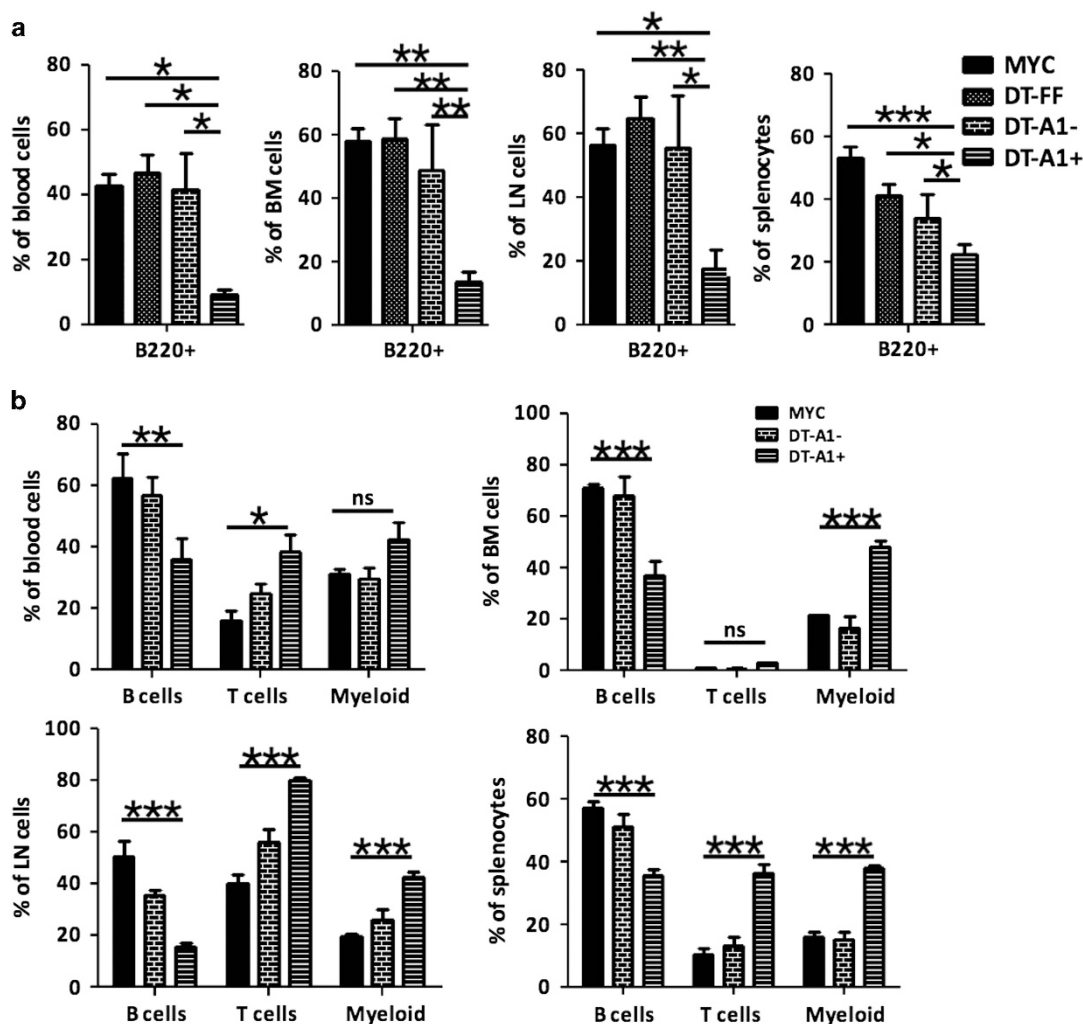 a
% of blood cells
80
60
40
20
0
*
*
*
B220+
% of BM cells
80
60
40
20
0
**
**
**
B220+
% of LN cells
80
60
40
20
0
*
**
*
B220+
% of splenocytes
80
60
40
20
0
***
*
*
B220+
MYC
DT-FF
DT-A1-
DT-A1+
b
% of blood cells
80
60
40
20
0
**
*
ns
B cells T cells Myeloid
% of BM cells
100
80
60
40
20
0
***
ns
***
B cells T cells Myeloid
MYC
DT-A1-
DT-A1+
% of LN cells
100
80
60
40
20
0
***
***
***
B cells T cells Myeloid
% of splenocytes
80
60
40
20
0
***
***
***
B cells T cells Myeloid